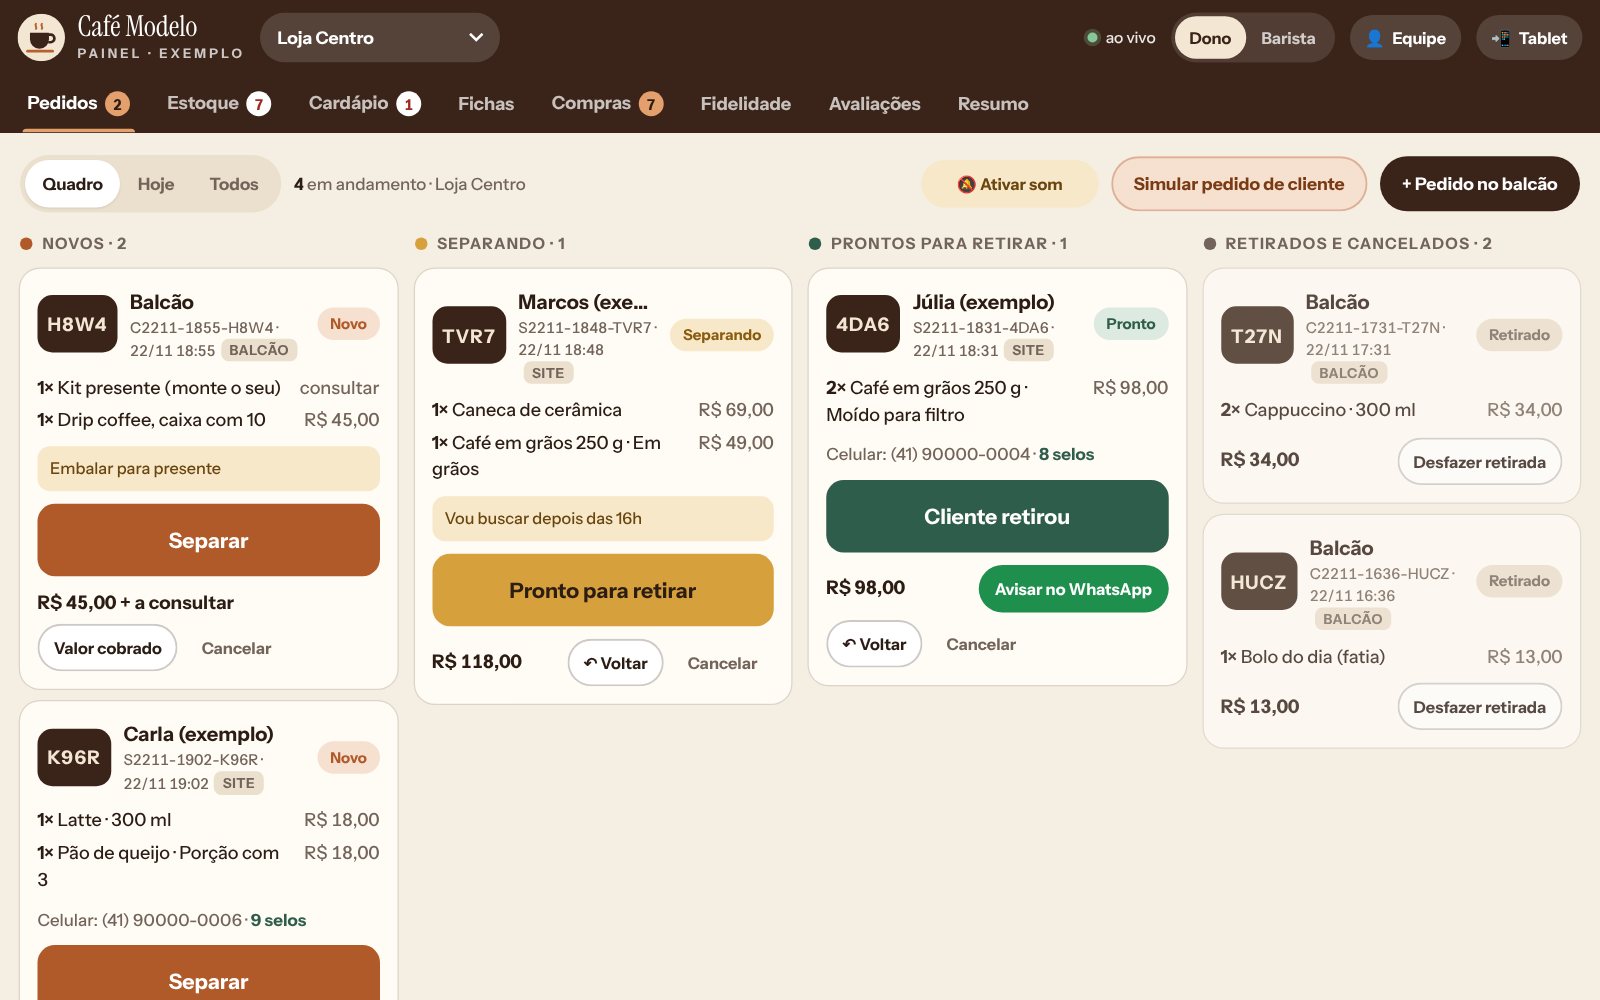 Café Modelo
PAINEL · EXEMPLO
Loja Centro
ao vivo
Dono
Barista
Equipe
Tablet
Pedidos 2
Estoque 7
Cardápio 1
Fichas
Compras 7
Fidelidade
Avaliações
Resumo
Quadro
Hoje
Todos
4 em andamento · Loja Centro
Ativar som
Simular pedido de cliente
+ Pedido no balcão
NOVOS · 2
H8W4
Balcão
C2211-1855-H8W4 ·
22/11 18:55 BALCÃO
Novo
1× Kit presente (monte o seu) consultar
1× Drip coffee, caixa com 10 R$ 45,00
Embalar para presente
Separar
R$ 45,00 + a consultar
Valor cobrado
Cancelar
K96R
Carla (exemplo)
S2211-1902-K96R ·
22/11 19:02 SITE
Novo
1× Latte · 300 ml R$ 18,00
1× Pão de queijo · Porção com R$ 18,00
3
Celular: (41) 90000-0006 · 9 selos
Separar
SEPARANDO · 1
TVR7
Marcos (exe...
S2211-1848-TVR7 ·
22/11 18:48
SITE
Separando
1× Caneca de cerâmica R$ 69,00
1× Café em grãos 250 g · Em R$ 49,00
grãos
Vou buscar depois das 16h
Pronto para retirar
R$ 118,00
↶ Voltar
Cancelar
PRONTOS PARA RETIRAR · 1
4DA6
Júlia (exemplo)
S2211-1831-4DA6 ·
22/11 18:31 SITE
Pronto
2× Café em grãos 250 g · R$ 98,00
Moído para filtro
Celular: (41) 90000-0004 · 8 selos
Cliente retirou
R$ 98,00
Avisar no WhatsApp
↶ Voltar
Cancelar
RETIRADOS E CANCELADOS · 2
T27N
Balcão
C2211-1731-T27N ·
22/11 17:31
BALCÃO
Retirado
2× Cappuccino · 300 ml R$ 34,00
R$ 34,00
Desfazer retirada
HUCZ
Balcão
C2211-1636-HUCZ ·
22/11 16:36
BALCÃO
Retirado
1× Bolo do dia (fatia) R$ 13,00
R$ 13,00
Desfazer retirada